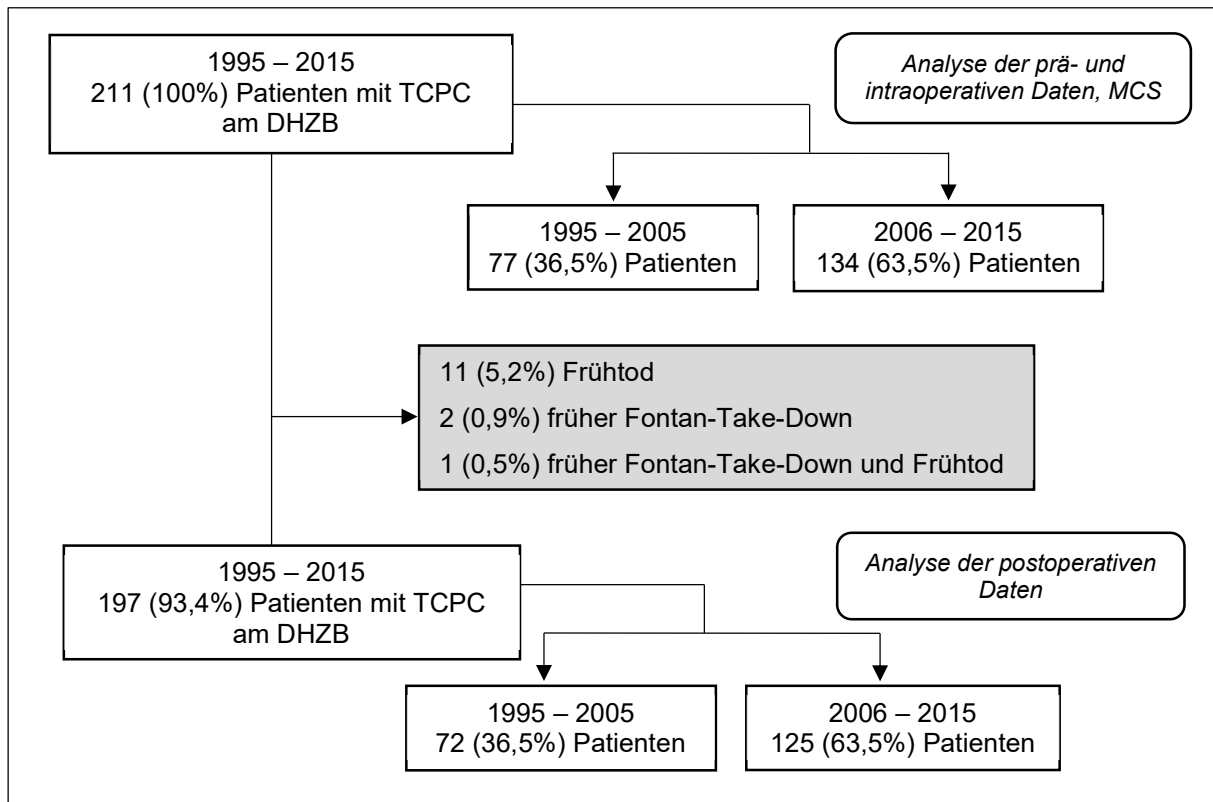 1995 – 2015
211 (100%) Patienten mit TCPC
am DHZB
Analyse der prä- und
intraoperativen Daten, MCS
1995 – 2005
77 (36,5%) Patienten
2006 – 2015
134 (63,5%) Patienten
11 (5,2%) Frühtod
2 (0,9%) früher Fontan-Take-Down
1 (0,5%) früher Fontan-Take-Down und Frühtod
1995 – 2015
197 (93,4%) Patienten mit TCPC
am DHZB
Analyse der postoperativen
Daten
1995 – 2005
72 (36,5%) Patienten
2006 – 2015
125 (63,5%) Patienten